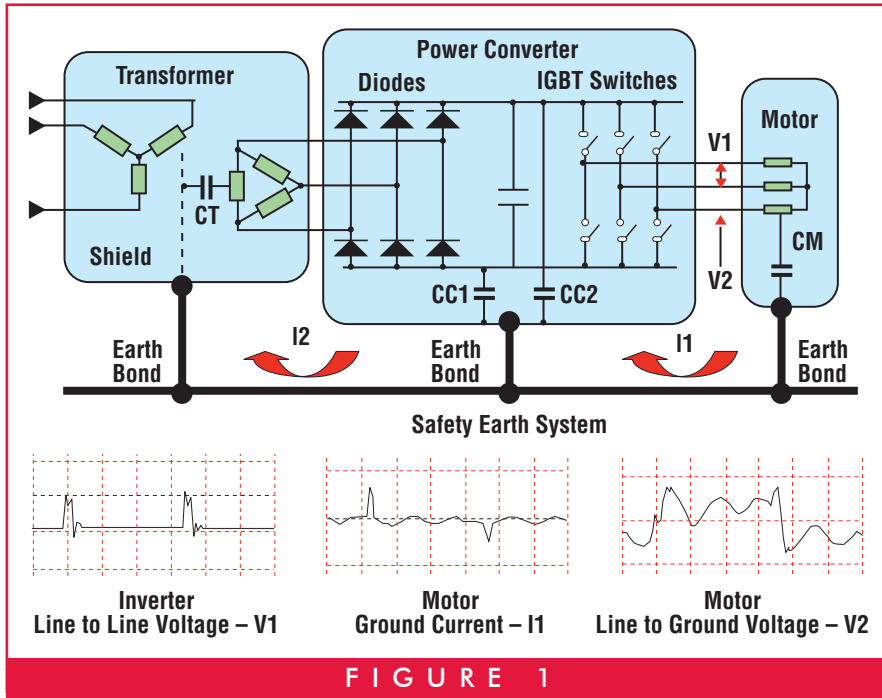 Power Converter
Transformer
Diodes
IGBT Switches
Motor
V1
CT
CM
Shield
V2
CC1
CC2
I2
I1
Earth
Bond
Earth
Bond
Earth
Bond
Safety Earth System
Inverter
Line to Line Voltage – V1
Motor
Ground Current – I1
Motor
Line to Ground Voltage – V2
FIGURE 1